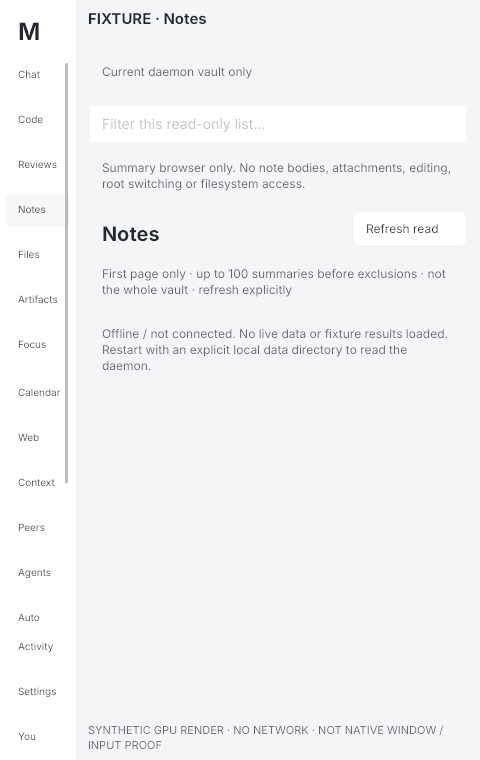 M
Chat
Code
Reviews
Notes
Files
Artifacts
Focus
Calendar
Web
Context
Peers
Agents
Auto
Activity
Settings
You
FIXTURE · Notes
Current daemon vault only
Filter this read-only list...
Summary browser only. No note bodies, attachments, editing,
root switching or filesystem access.
Notes
Refresh read
First page only · up to 100 summaries before exclusions · not
the whole vault · refresh explicitly
Offline / not connected. No live data or fixture results loaded.
Restart with an explicit local data directory to read the
daemon.
SYNTHETIC GPU RENDER · NO NETWORK · NOT NATIVE WINDOW /
INPUT PROOF